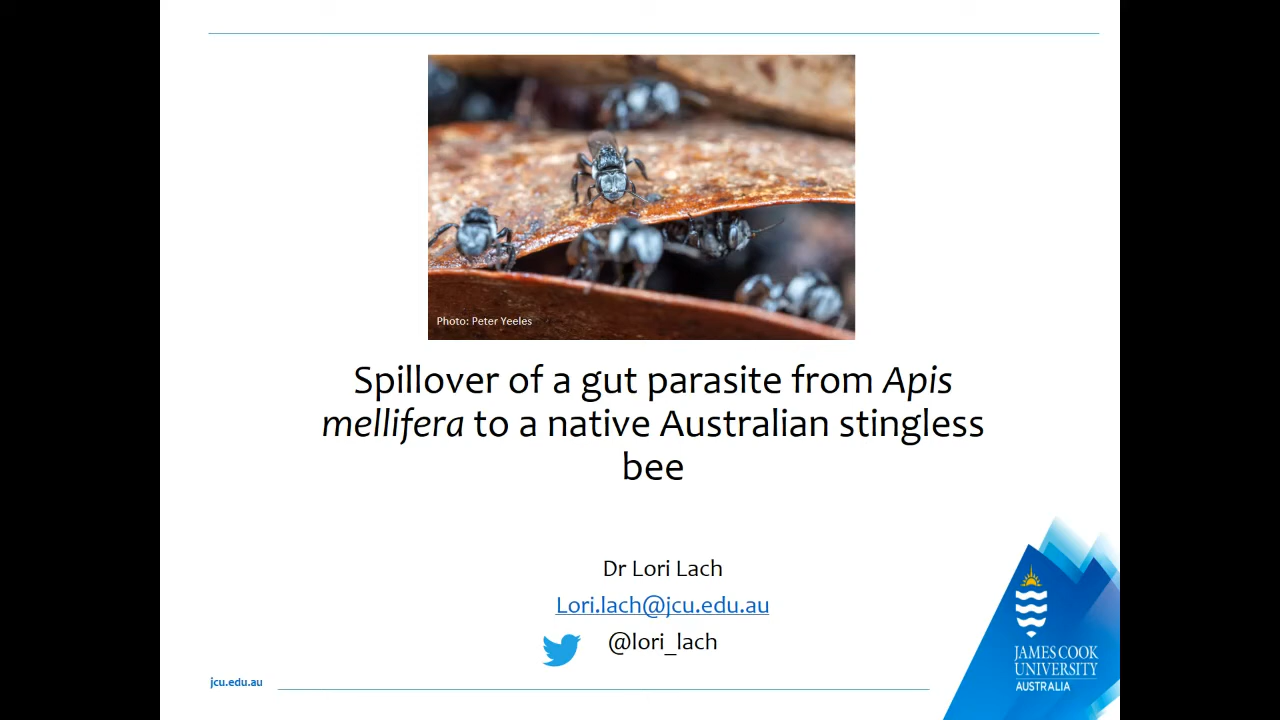 Photo: Peter Yeeles
Spillover of a gut parasite from Apis
mellifera to a native Australian stingless
bee
Dr Lori Lach
Lori.lach@jcu.edu.au
@lori_lach
jcu.edu.au
JAMES COOK
UNIVERSITY
AUSTRALIA